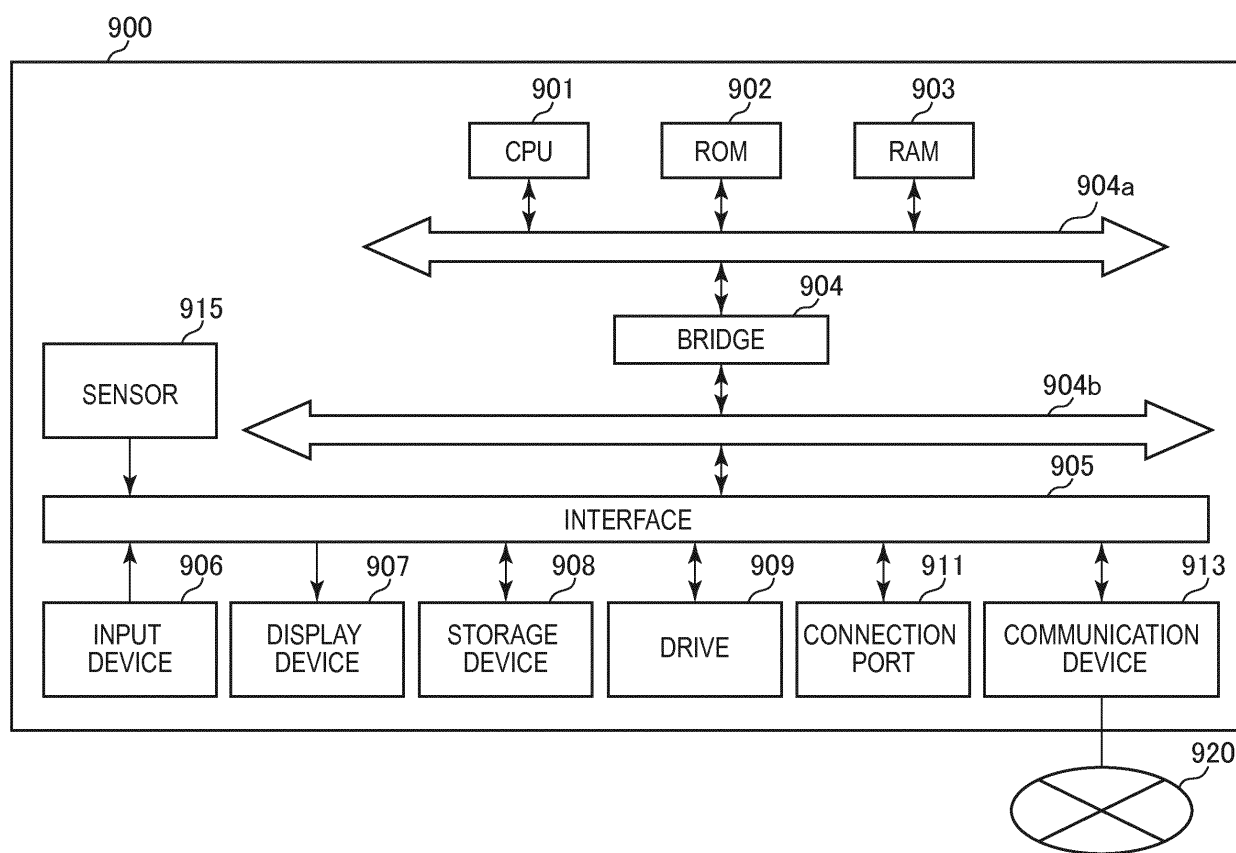 900
901
902
903
CPU
ROM
RAM
904a
904
BRIDGE
915
SENSOR
904b
905
INTERFACE
906
907
908
909
911
913
INPUT
DEVICE
DISPLAY
DEVICE
STORAGE
DEVICE
DRIVE
CONNECTION
PORT
COMMUNICATION
DEVICE
920